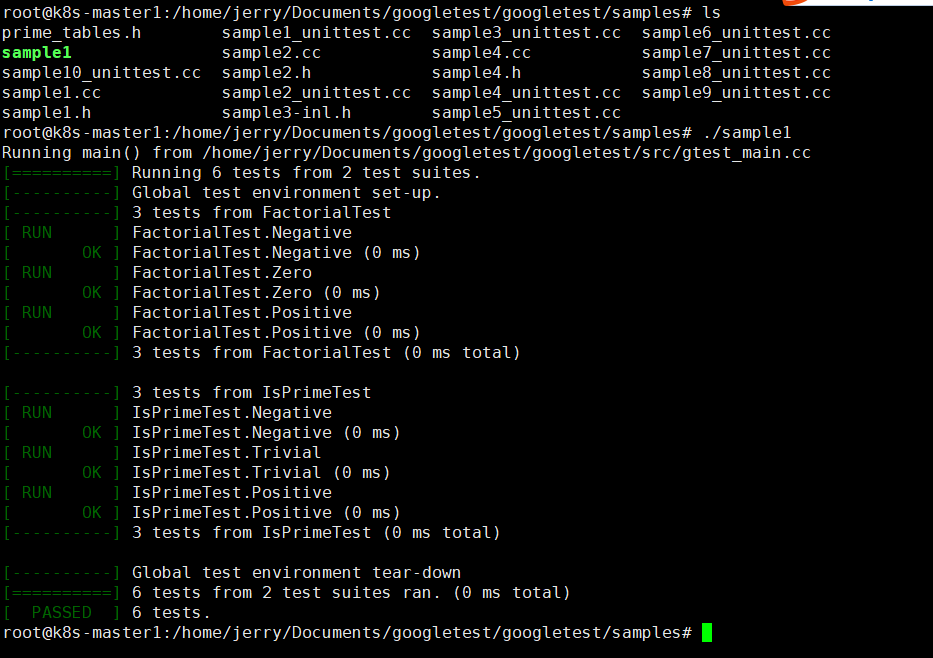 root@k8s-master1:/home/jerry/Documents/googletest/googletest/samples# ls
prime_tables.h        sample1_unittest.cc  sample3_unittest.cc  sample6_unittest.cc
sample1               sample2.cc           sample4.cc           sample7_unittest.cc
sample10_unittest.cc  sample2.h            sample4.h            sample8_unittest.cc
sample1.cc            sample2_unittest.cc  sample4_unittest.cc  sample9_unittest.cc
sample1.h             sample3-inl.h        sample5_unittest.cc
root@k8s-master1:/home/jerry/Documents/googletest/googletest/samples# ./sample1
Running main() from /home/jerry/Documents/googletest/googletest/src/gtest_main.cc
[==========] Running 6 tests from 2 test suites.
[----------] Global test environment set-up.
[----------] 3 tests from FactorialTest
[ RUN      ] FactorialTest.Negative
[       OK ] FactorialTest.Negative (0 ms)
[ RUN      ] FactorialTest.Zero
[       OK ] FactorialTest.Zero (0 ms)
[ RUN      ] FactorialTest.Positive
[       OK ] FactorialTest.Positive (0 ms)
[----------] 3 tests from FactorialTest (0 ms total)

[----------] 3 tests from IsPrimeTest
[ RUN      ] IsPrimeTest.Negative
[       OK ] IsPrimeTest.Negative (0 ms)
[ RUN      ] IsPrimeTest.Trivial
[       OK ] IsPrimeTest.Trivial (0 ms)
[ RUN      ] IsPrimeTest.Positive
[       OK ] IsPrimeTest.Positive (0 ms)
[----------] 3 tests from IsPrimeTest (0 ms total)

[----------] Global test environment tear-down
[==========] 6 tests from 2 test suites ran. (0 ms total)
[  PASSED  ] 6 tests.
root@k8s-master1:/home/jerry/Documents/googletest/googletest/samples#